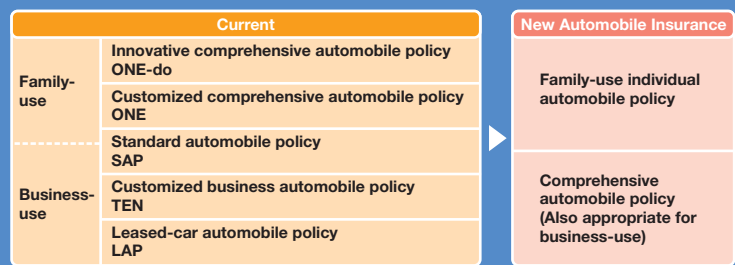 Current
Family-
use
Innovative comprehensive automobile policy
ONE-do
Customized comprehensive automobile policy
ONE
Standard automobile policy
SAP
Business-
use
Customized business automobile policy
TEN
Leased-car automobile policy
LAP
New Automobile Insurance
Family-use individual
automobile policy
Comprehensive
automobile policy
(Also appropriate for
business-use)